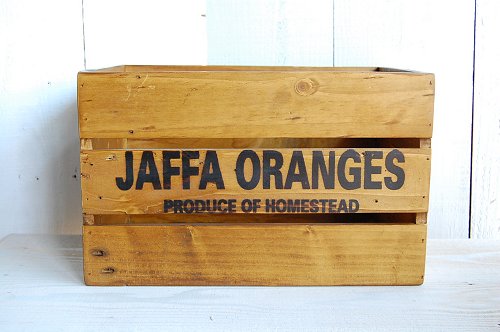 JAFFA ORANGES
PRODUCE OF HOMESTEAD